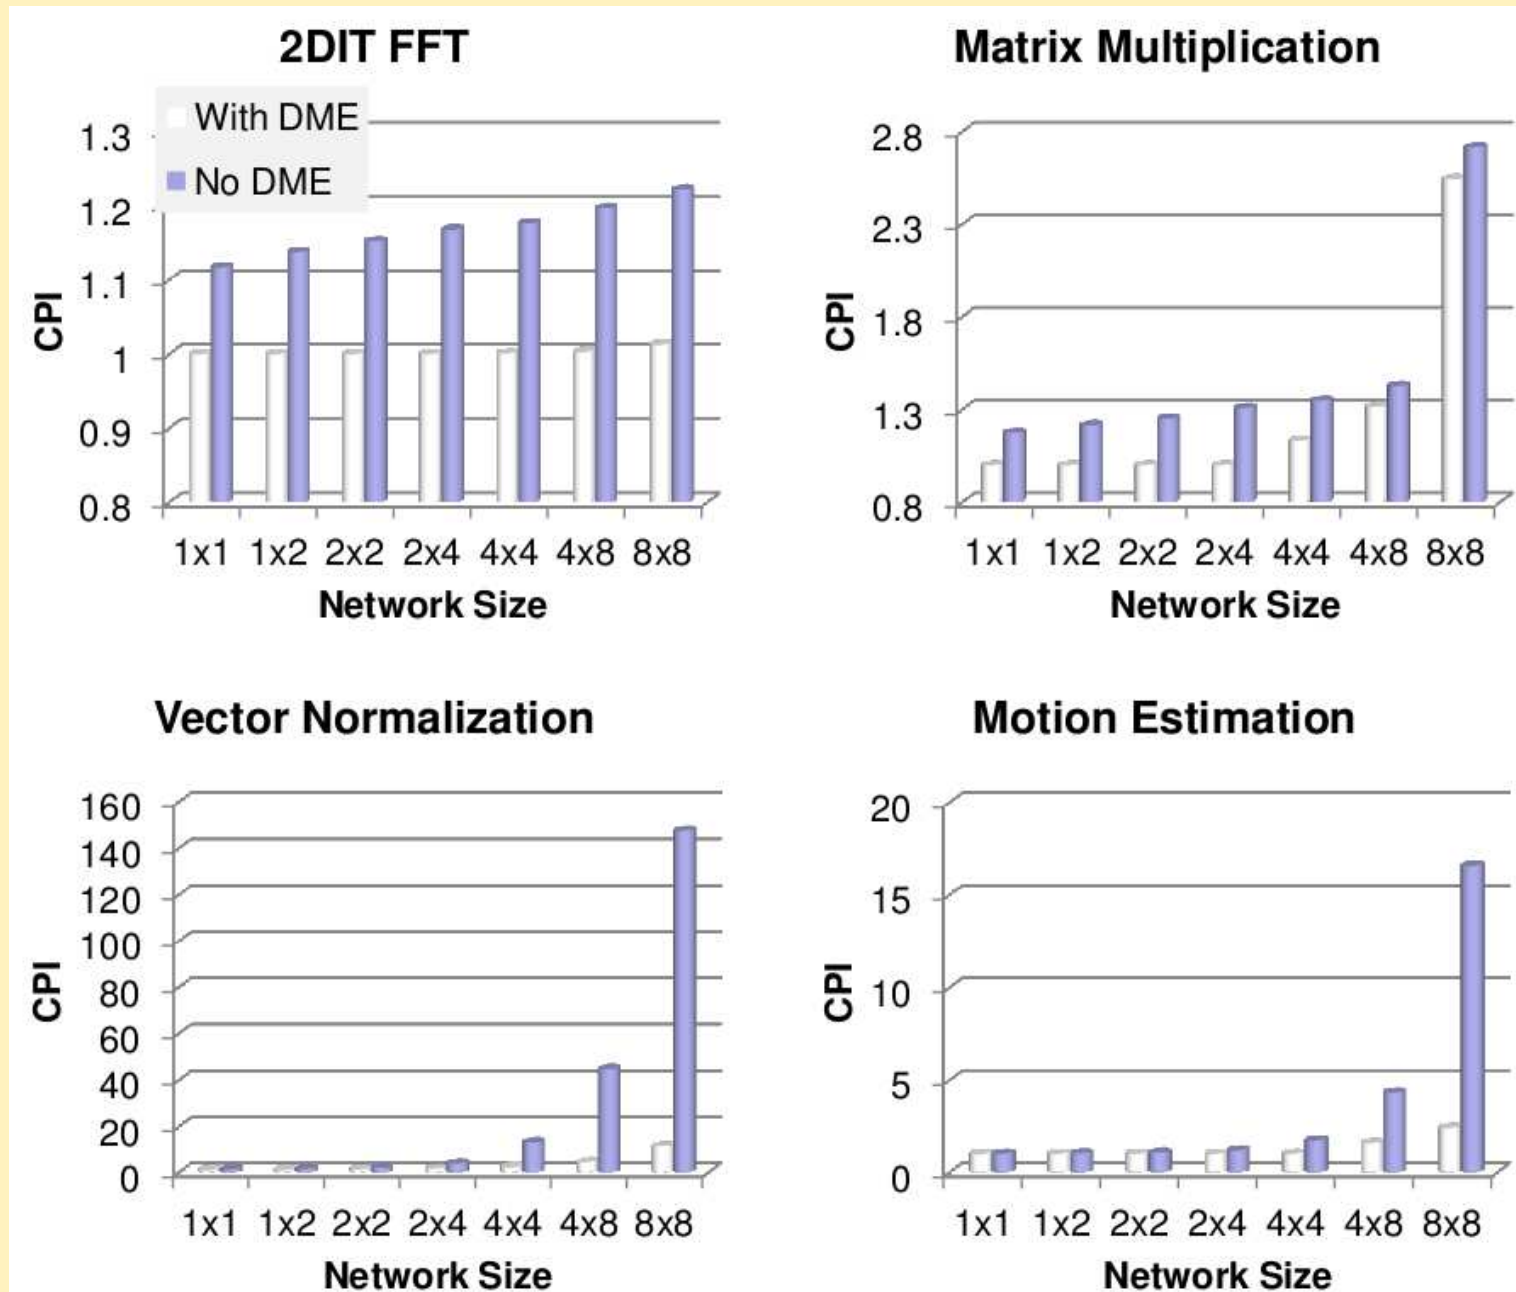 2DIT FFT
With DME
No DME
1.3
1.2
1.1
1
0.9
0.8
CPI
1x1 1x2 2x2 2x4 4x4 4x8 8x8
Network Size
Matrix Multiplication
2.8
2.3
1.8
1.3
0.8
CPI
1x1 1x2 2x2 2x4 4x4 4x8 8x8
Network Size
Vector Normalization
160
140
120
100
80
60
40
20
0
CPI
1x1 1x2 2x2 2x4 4x4 4x8 8x8
Network Size
Motion Estimation
20
15
10
5
0
CPI
1x1 1x2 2x2 2x4 4x4 4x8 8x8
Network Size